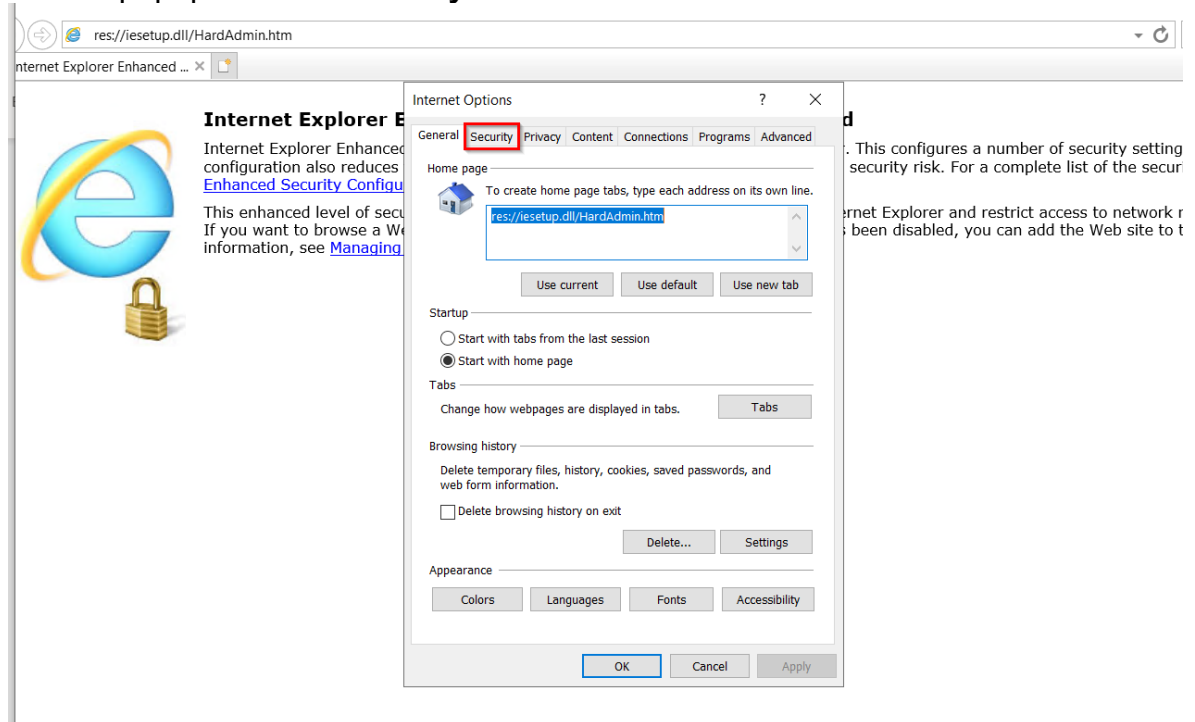 res://iesetup.dll/HardAdmin.htm
nternet Explorer Enhanced ...
Internet Options
?
General Security Privacy Content Connections Programs Advanced
Home page
To create home page tabs, type each address on its own line.
res://iesetup.dll/HardAdmin.htm
Use current Use default Use new tab
Startup
Start with tabs from the last session
Start with home page
Tabs
Change how webpages are displayed in tabs.
Tabs
Browsing history
Delete temporary files, history, cookies, saved passwords, and
web form information.
Delete browsing history on exit
Delete... Settings
Appearance
Colors Languages Fonts Accessibility
OK Cancel Apply
Internet Explorer E
Internet Explorer Enhanced . This configures a number of security setting
configuration also reduces security risk. For a complete list of the securi
Enhanced Security Configu
This enhanced level of secu ernet Explorer and restrict access to network r
If you want to browse a We been disabled, you can add the Web site to t
information, see Managing